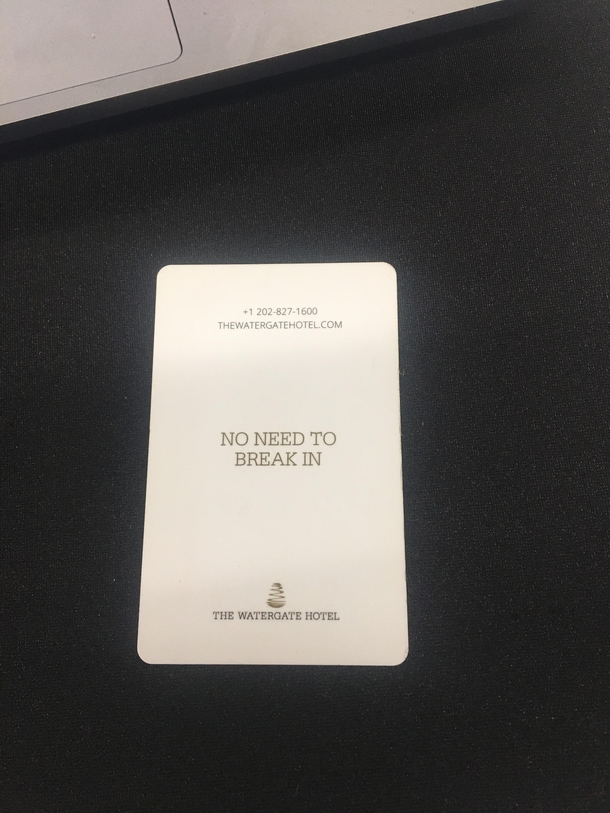 +1 202-827-1600
THEWATERGATEHOTEL.COM
NO NEED TO
BREAK IN
THE WATERGATE HOTEL